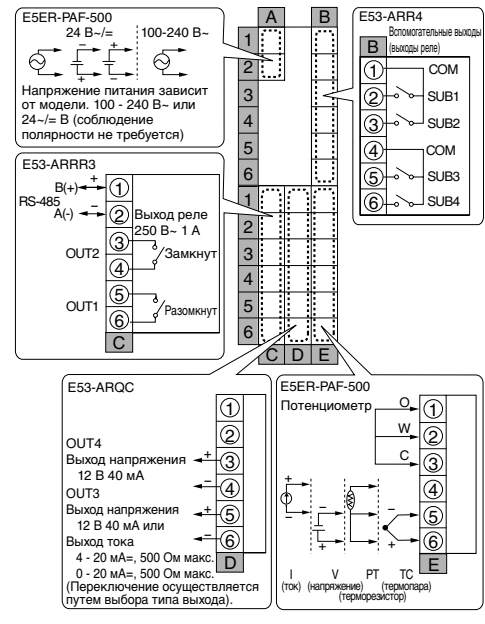 E5ER-PAF-500
24 В~/=
100-240 В~
+
−
+
−
Напряжение питания зависит
от модели. 100 - 240 В~ или
24~/= В (соблюдение
полярности не требуется)
A
B
1
2
3
4
5
6
1
2
3
4
5
6
C
D
E
E53-ARR4
Вспомогательные выходы
(выходы реле)
B
1
COM
2
SUB1
3
SUB2
4
COM
5
SUB3
6
SUB4
E53-ARRR3
RS-485
B(+)
+
1
A(-)
−
2
Выход реле
250 В~ 1 А
OUT2
3
4
Замкнут
OUT1
5
6
Разомкнут
C
E53-ARQC
1
2
OUT4
Выход напряжения
+
3
12 В 40 мА
−
4
OUT3
Выход напряжения
+
5
12 В 40 мА или
Выход тока
−
6
4 - 20 мА=, 500 Ом макс.
0 - 20 мА=, 500 Ом макс.
D
(Переключение осуществляется
путем выбора типа выхода).
E5ER-PAF-500
Потенциометр
O
1
W
2
C
3
4
5
6
+
−
−
+
−
+
E
I
(ток)
V
(напряжение)
PT
(терморезистор)
TC
(термопара)